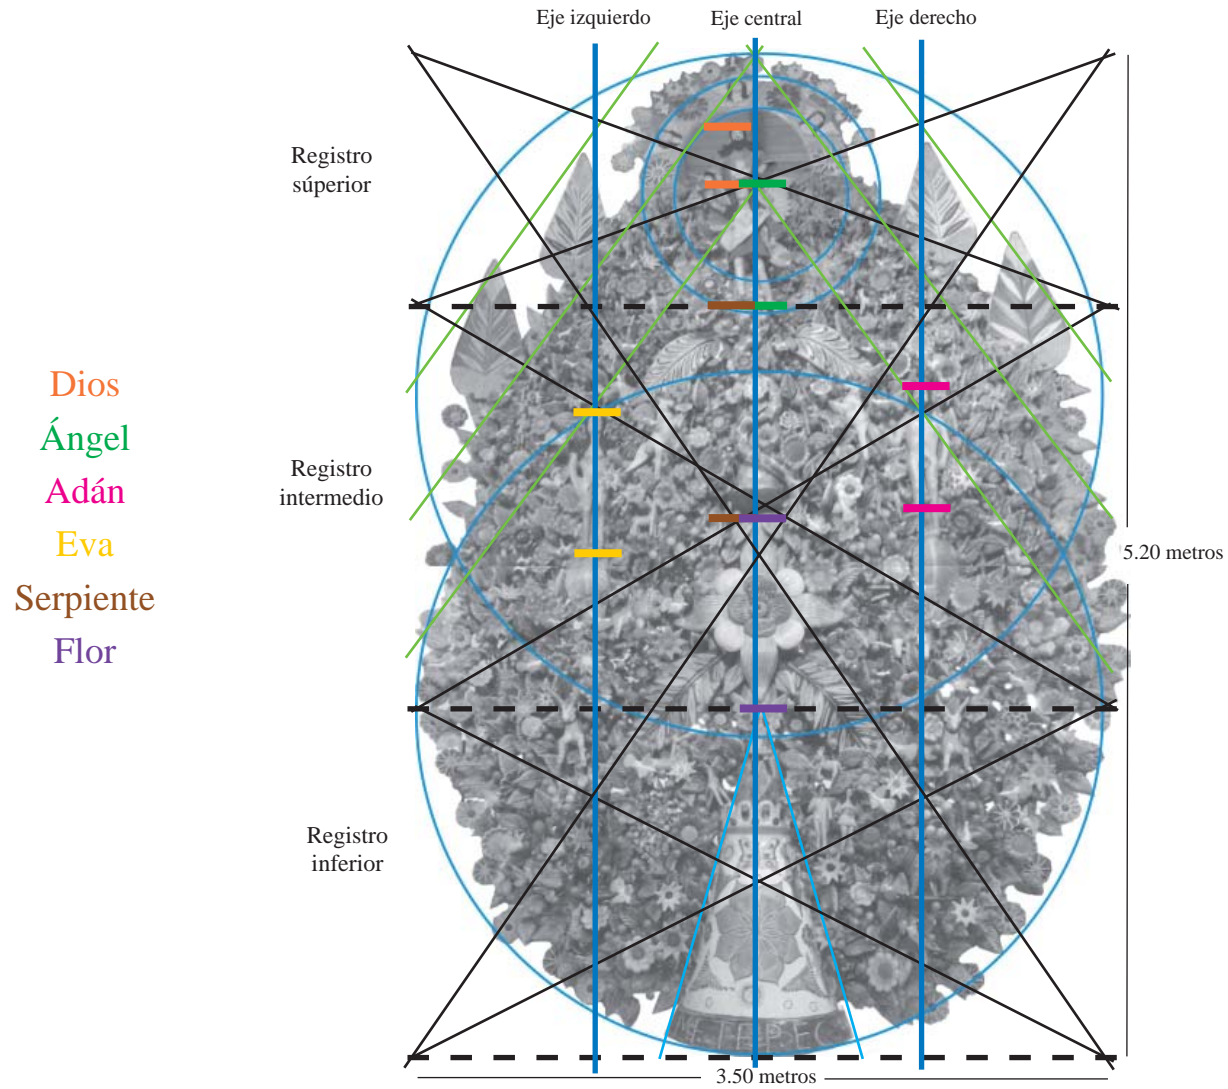 Eje izquierdo
Eje central
Eje derecho
Registro
súperior
Dios
Ángel
Adán
Eva
Serpiente
Flor
Registro
intermedio
5.20 metros
Registro
inferior
3.50 metros